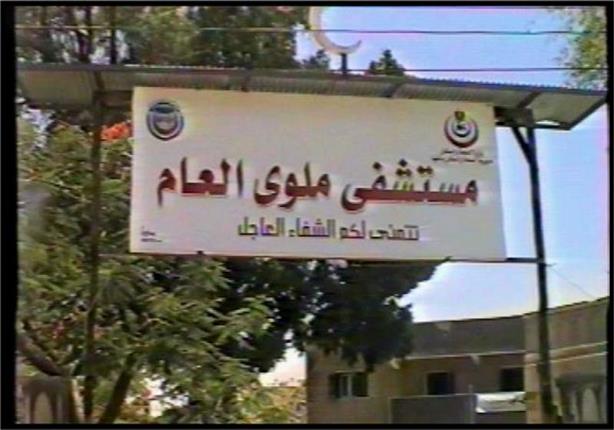 مستشفى ملوى العام
نتمنى لكم الشفاء العاجل